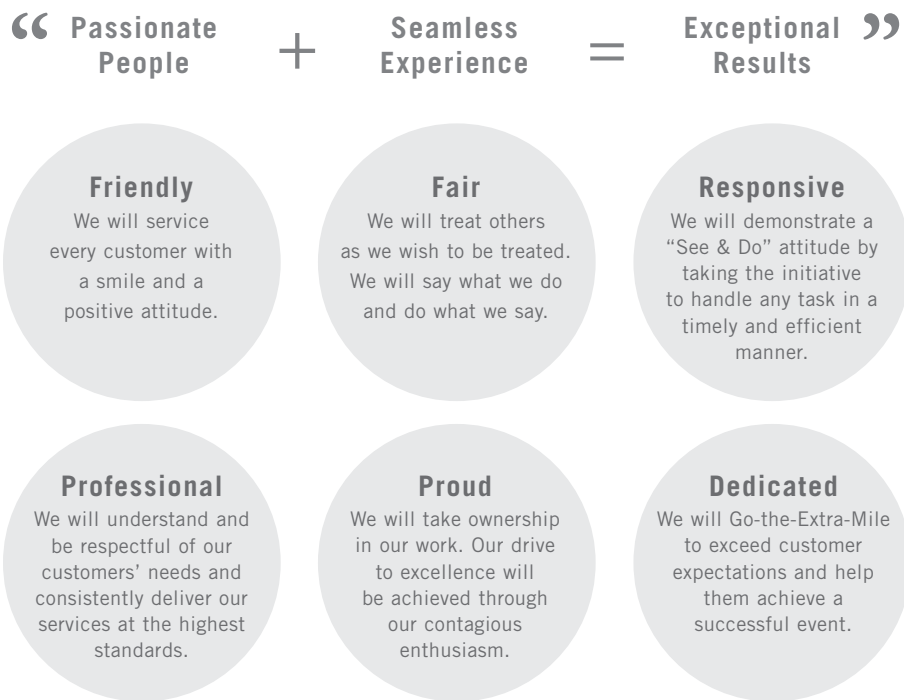 “ Passionate People + Seamless Experience = Exceptional Results ”
Friendly
We will service
every customer with
a smile and a
positive attitude.
Fair
We will treat others
as we wish to be treated.
We will say what we do
and do what we say.
Responsive
We will demonstrate a
“See & Do” attitude by
taking the initiative
to handle any task in a
timely and efficient
manner.
Professional
We will understand and
be respectful of our
customers’ needs and
consistently deliver our
services at the highest
standards.
Proud
We will take ownership
in our work. Our drive
to excellence will
be achieved through
our contagious
enthusiasm.
Dedicated
We will Go-the-Extra-Mile
to exceed customer
expectations and help
them achieve a
successful event.